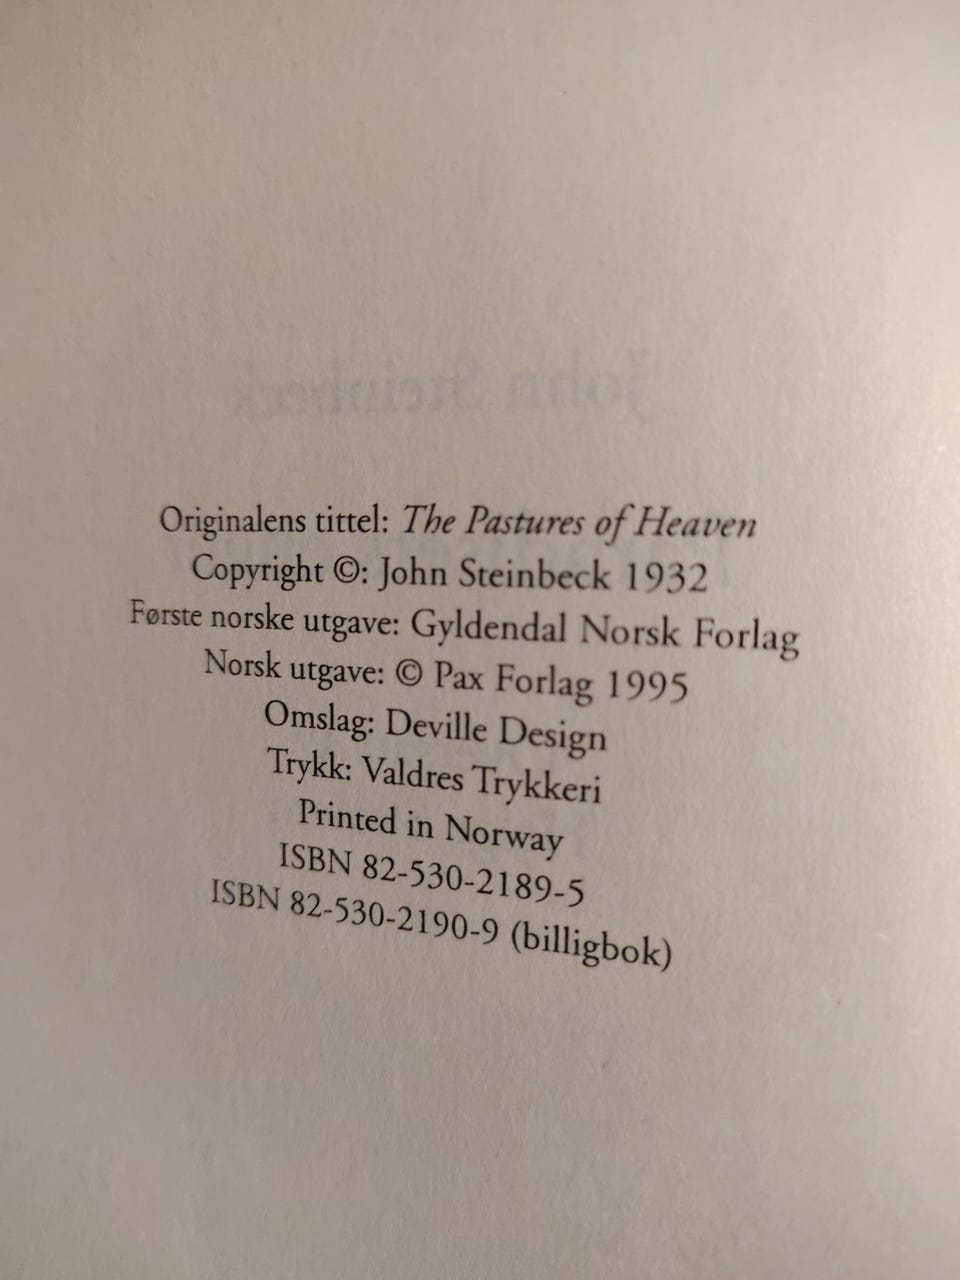 John Steinbeck
Originalens tittel: The Pastures of Heaven
Copyright ©: John Steinbeck 1932
Første norske utgave: Gyldendal Norsk Forlag
Norsk utgave: © Pax Forlag 1995
Omslag: Deville Design
Trykk: Valdres Trykkeri
Printed in Norway
ISBN 82-530-2189-5
ISBN 82-530-2190-9 (billigbok)